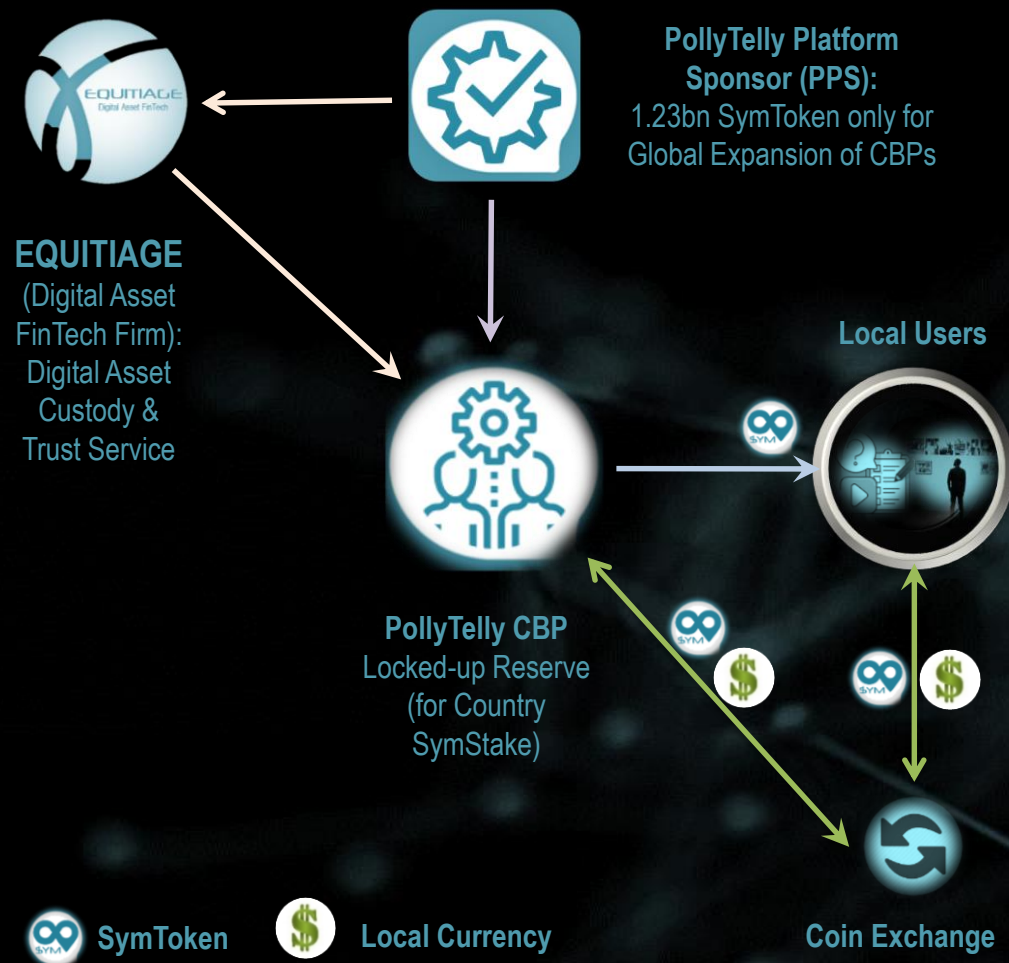 EQUITIAGE
Digital Asset FinTech
PollyTelly Platform
Sponsor (PPS):
1.23bn SymToken only for
Global Expansion of CBPs
EQUITIAGE
(Digital Asset
FinTech Firm):
Digital Asset
Custody &
Trust Service
Local Users
SYM
PollyTelly CBP
Locked-up Reserve
(for Country
SymStake)
SYM
$
SYM
$
SYM
SymToken
$
Local Currency
Coin Exchange